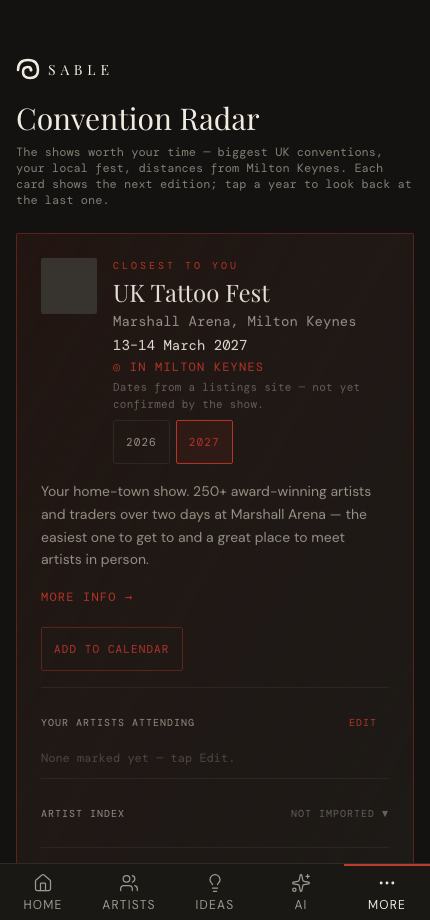 SABLE
Convention Radar
The shows worth your time — biggest UK conventions,
your local fest, distances from Milton Keynes. Each
card shows the next edition; tap a year to look back at
the last one.
CLOSEST TO YOU
UK Tattoo Fest
Marshall Arena, Milton Keynes
13–14 March 2027
◎ IN MILTON KEYNES
Dates from a listings site — not yet
confirmed by the show.
2026 2027
Your home-town show. 250+ award-winning artists
and traders over two days at Marshall Arena — the
easiest one to get to and a great place to meet
artists in person.
MORE INFO →
ADD TO CALENDAR
YOUR ARTISTS ATTENDING EDIT
None marked yet — tap Edit.
ARTIST INDEX NOT IMPORTED ▼
HOME ARTISTS IDEAS AI MORE